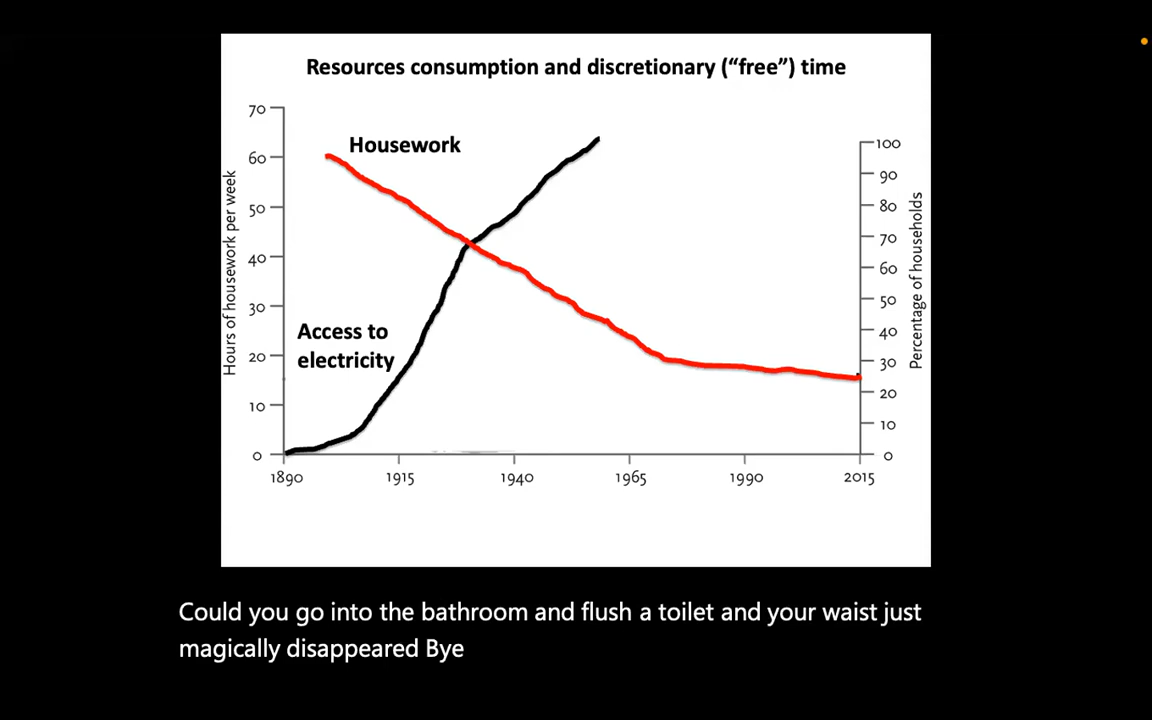 Resources consumption and discretionary (“free”) time
70
60
50
40
30
20
10
0
Hours of housework per week
Housework
Access to
electricity
100
90
80
70
60
50
40
30
20
10
0
Percentage of households
1890 1915 1940 1965 1990 2015
Could you go into the bathroom and flush a toilet and your waist just
magically disappeared Bye